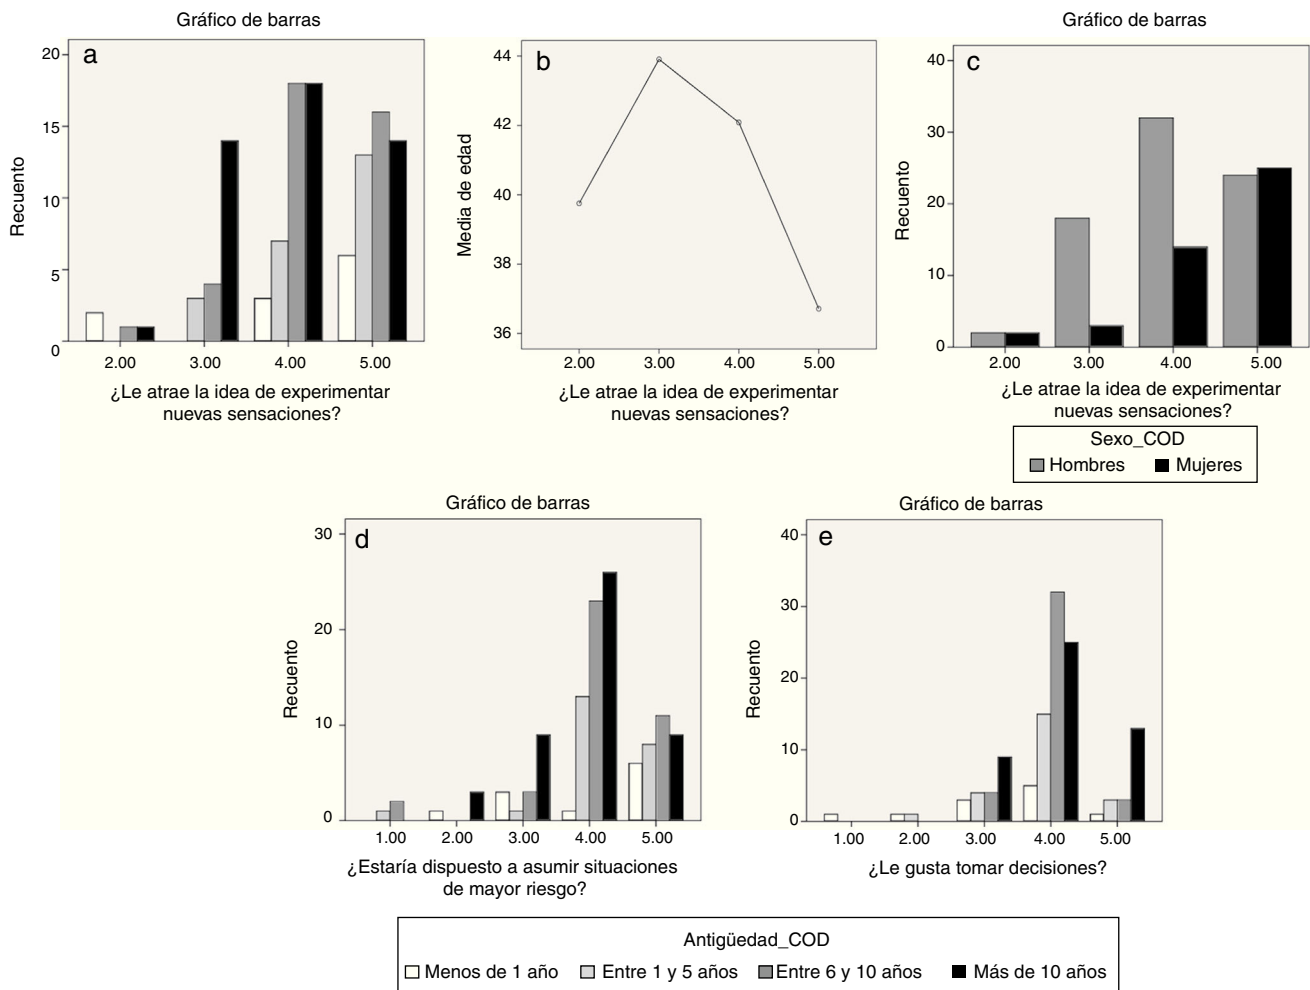 Gráfico de barras
a
Recuento
20
15
10
5
0
2.00 3.00 4.00 5.00
¿Le atrae la idea de experimentar
nuevas sensaciones?
b
Media de edad
44
42
40
38
36
2.00 3.00 4.00 5.00
¿Le atrae la idea de experimentar
nuevas sensaciones?
Gráfico de barras
c
Recuento
40
30
20
10
0
2.00 3.00 4.00 5.00
¿Le atrae la idea de experimentar
nuevas sensaciones?
Sexo_COD
Hombres Mujeres
Gráfico de barras
d
Recuento
30
20
10
0
1.00 2.00 3.00 4.00 5.00
¿Estaría dispuesto a asumir situaciones
de mayor riesgo?
Gráfico de barras
e
Recuento
40
30
20
10
0
1.00 2.00 3.00 4.00 5.00
¿Le gusta tomar decisiones?
Antigüedad_COD
Menos de 1 año Entre 1 y 5 años Entre 6 y 10 años Más de 10 años